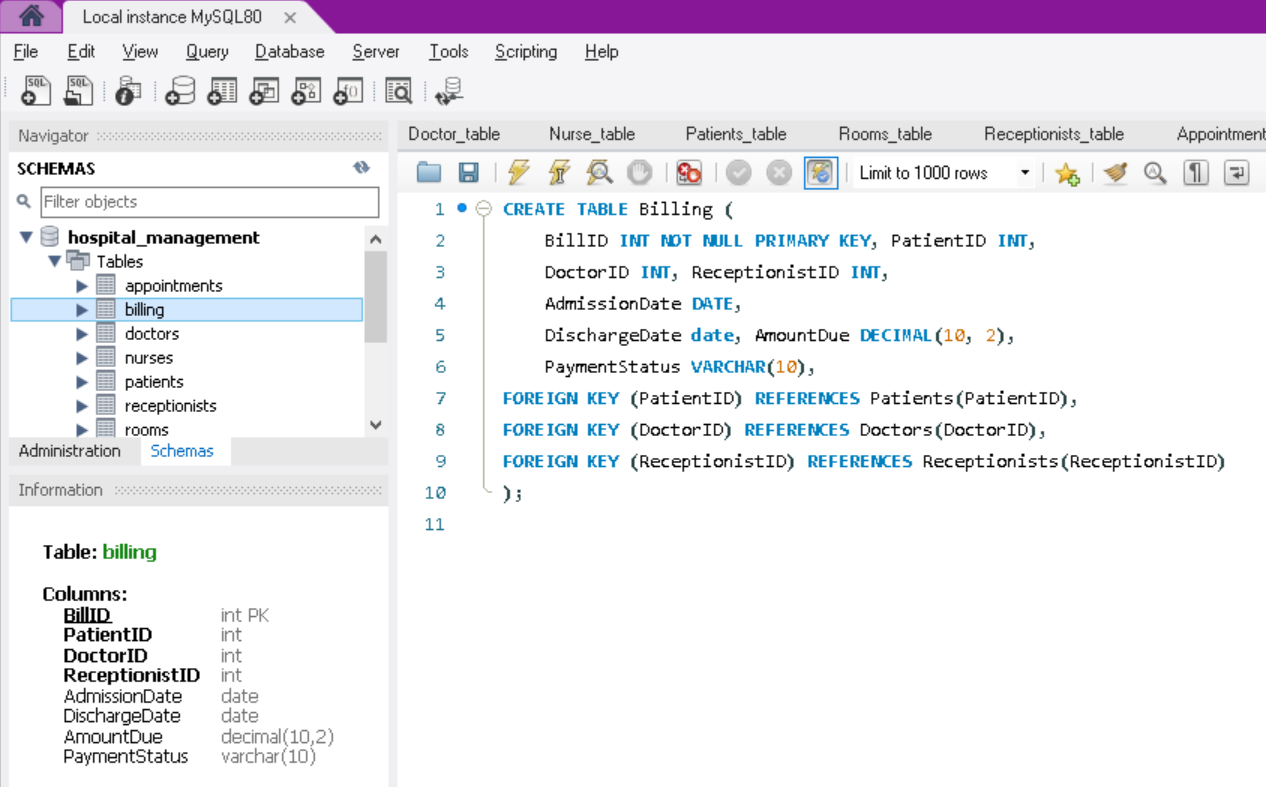 Local instance MySQL80
File Edit View Query Database Server Tools Scripting Help
SQL SQL
Navigator
SCHEMAS
Filter objects
hospital_management
Tables
appointments
billing
doctors
nurses
patients
receptionists
rooms
Administration Schemas
Information
Table: billing
Columns:
BillID int PK
PatientID int
DoctorID int
ReceptionistID int
AdmissionDate date
DischargeDate date
AmountDue decimal(10,2)
PaymentStatus varchar(10)
Doctor_table Nurse_table Patients_table Rooms_table Receptionists_table Appointment
Limit to 1000 rows
1 CREATE TABLE Billing (
2 BillID INT NOT NULL PRIMARY KEY, PatientID INT,
3 DoctorID INT, ReceptionistID INT,
4 AdmissionDate DATE,
5 DischargeDate date, AmountDue DECIMAL(10, 2),
6 PaymentStatus VARCHAR(10),
7 FOREIGN KEY (PatientID) REFERENCES Patients(PatientID),
8 FOREIGN KEY (DoctorID) REFERENCES Doctors(DoctorID),
9 FOREIGN KEY (ReceptionistID) REFERENCES Receptionists(ReceptionistID)
10 );
11